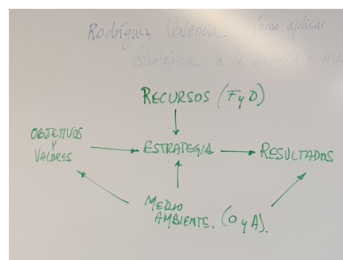 Rodríguez Valencia. Cómo aplicar
estratégica a la
RECURSOS (F y D)
OBJETIVOS
Y
VALORES
ESTRATEGIA
RESULTADOS
MEDIO
AMBIENTE. (O y A).